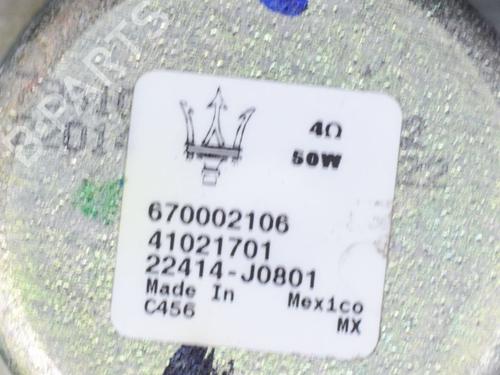 B-PARTS
4Ω
50W
670002106
41021701
22414-J0801
Made In Mexico
C456 MX